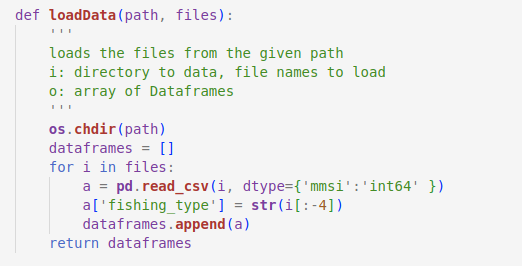 def loadData(path, files):
    '''
    loads the files from the given path
    i: directory to data, file names to load
    o: array of Dataframes
    '''
    os.chdir(path)
    dataframes = []
    for i in files:
        a = pd.read_csv(i, dtype={'mmsi':'int64' })
        a['fishing_type'] = str(i[:-4])
        dataframes.append(a)
    return dataframes